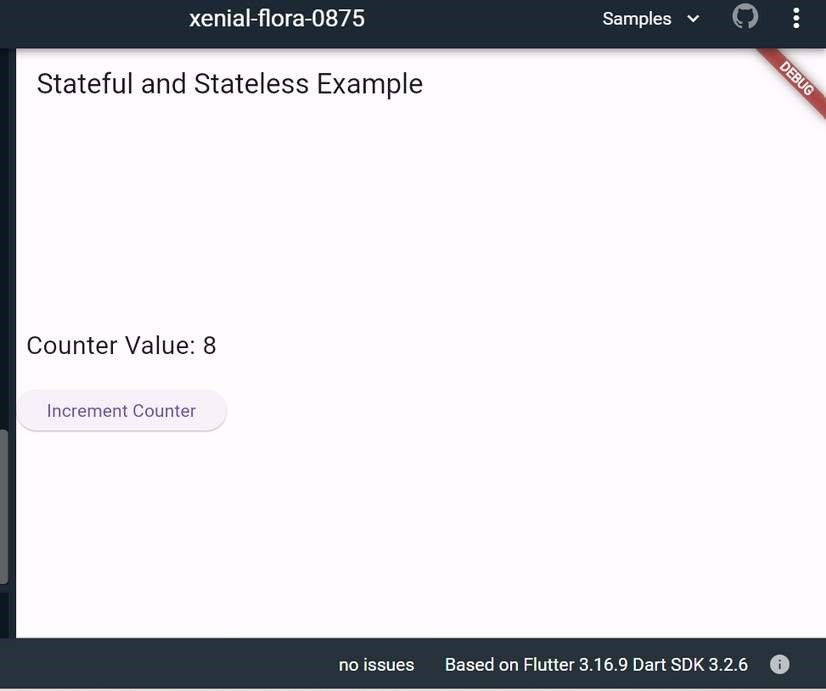 xenial-flora-0875
Samples
DEBUG
Stateful and Stateless Example
Counter Value: 8
Increment Counter
no issues
Based on Flutter 3.16.9 Dart SDK 3.2.6